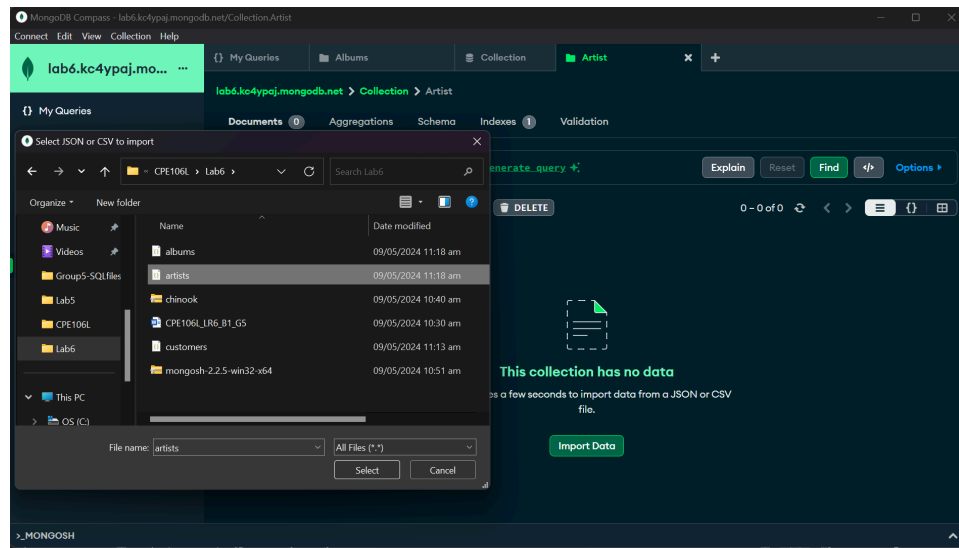 MongoDB Compass - lab6.kc4ypaj.mongodb.net/Collection.Artist
Connect Edit View Collection Help
lab6.kc4ypaj.mo... ...
{} My Queries
{} My Queries
Albums
Collection
Artist
lab6.kc4ypaj.mongodb.net > Collection > Artist
Documents 0
Aggregations
Schema
Indexes 1
Validation
enerate query
Explain
Reset
Find
</>
Options
DELETE
0 – 0 of 0
{}
Select JSON or CSV to import
« CPE106L > Lab6 >
Search Lab6
Organize
New folder
Name
Date modified
Music
Videos
Group5-SQLfiles
Lab5
CPE106L
Lab6
This PC
OS (C:)
albums 09/05/2024 11:18 am
artists 09/05/2024 11:18 am
chinook 09/05/2024 10:40 am
CPE106L_LR6_B1_G5 09/05/2024 10:30 am
customers 09/05/2024 11:13 am
mongosh-2.2.5-win32-x64 09/05/2024 10:51 am
File name: artists
All Files (*.*)
Select
Cancel
This collection has no data
es a few seconds to import data from a JSON or CSV
file.
Import Data
>_MONGOSH